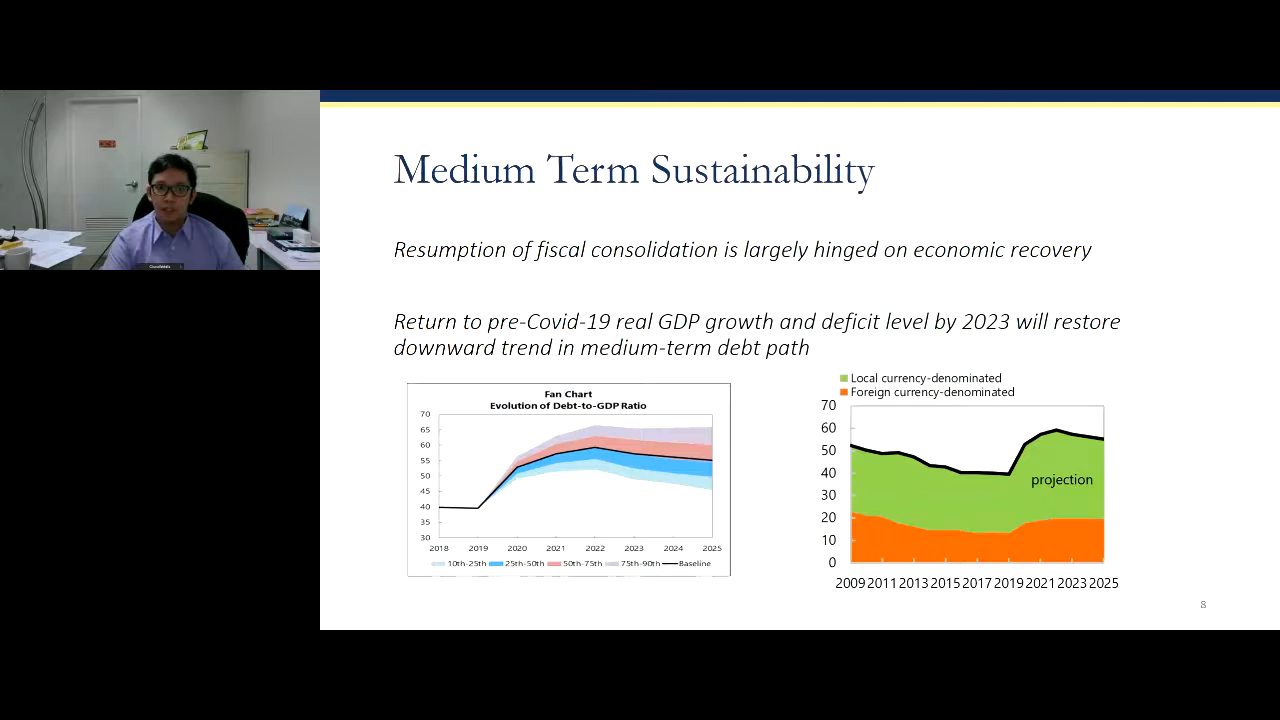 Medium Term Sustainability
Resumption of fiscal consolidation is largely hinged on economic recovery
Return to pre-Covid-19 real GDP growth and deficit level by 2023 will restore
downward trend in medium-term debt path
Fan Chart
Evolution of Debt-to-GDP Ratio
70
65
60
55
50
45
40
35
30
2018 2019 2020 2021 2022 2023 2024 2025
10th-25th 25th-50th 50th-75th 75th-90th Baseline
Local currency-denominated
Foreign currency-denominated
70
60
50
40
30
20
10
0
projection
2009 2011 2013 2015 2017 2019 2021 2023 2025
8